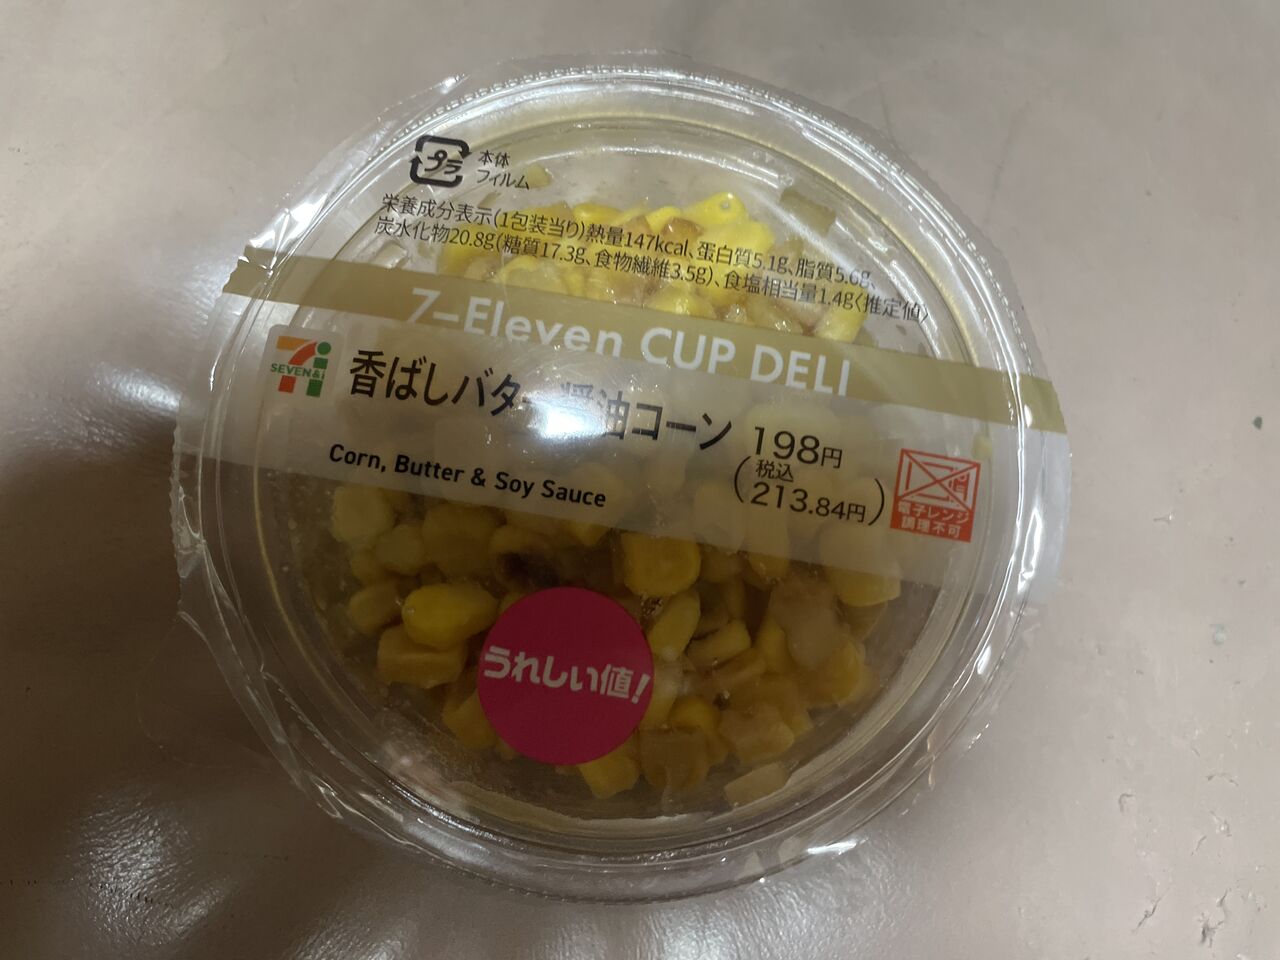 プラ
本体
フィルム
栄養成分表示(1包装当り)熱量147kcal、蛋白質5.1g、脂質5.6g、
炭水化物20.8g(糖質17.3g、食物繊維3.5g)、食塩相当量1.4g(推定値)
7-Eleven CUP DELI
SEVEN&i
香ばしバター醤油コーン
198円
Corn, Butter & Soy Sauce
(税込
213.84円)
電子レンジ
調理不可
うれしい値!